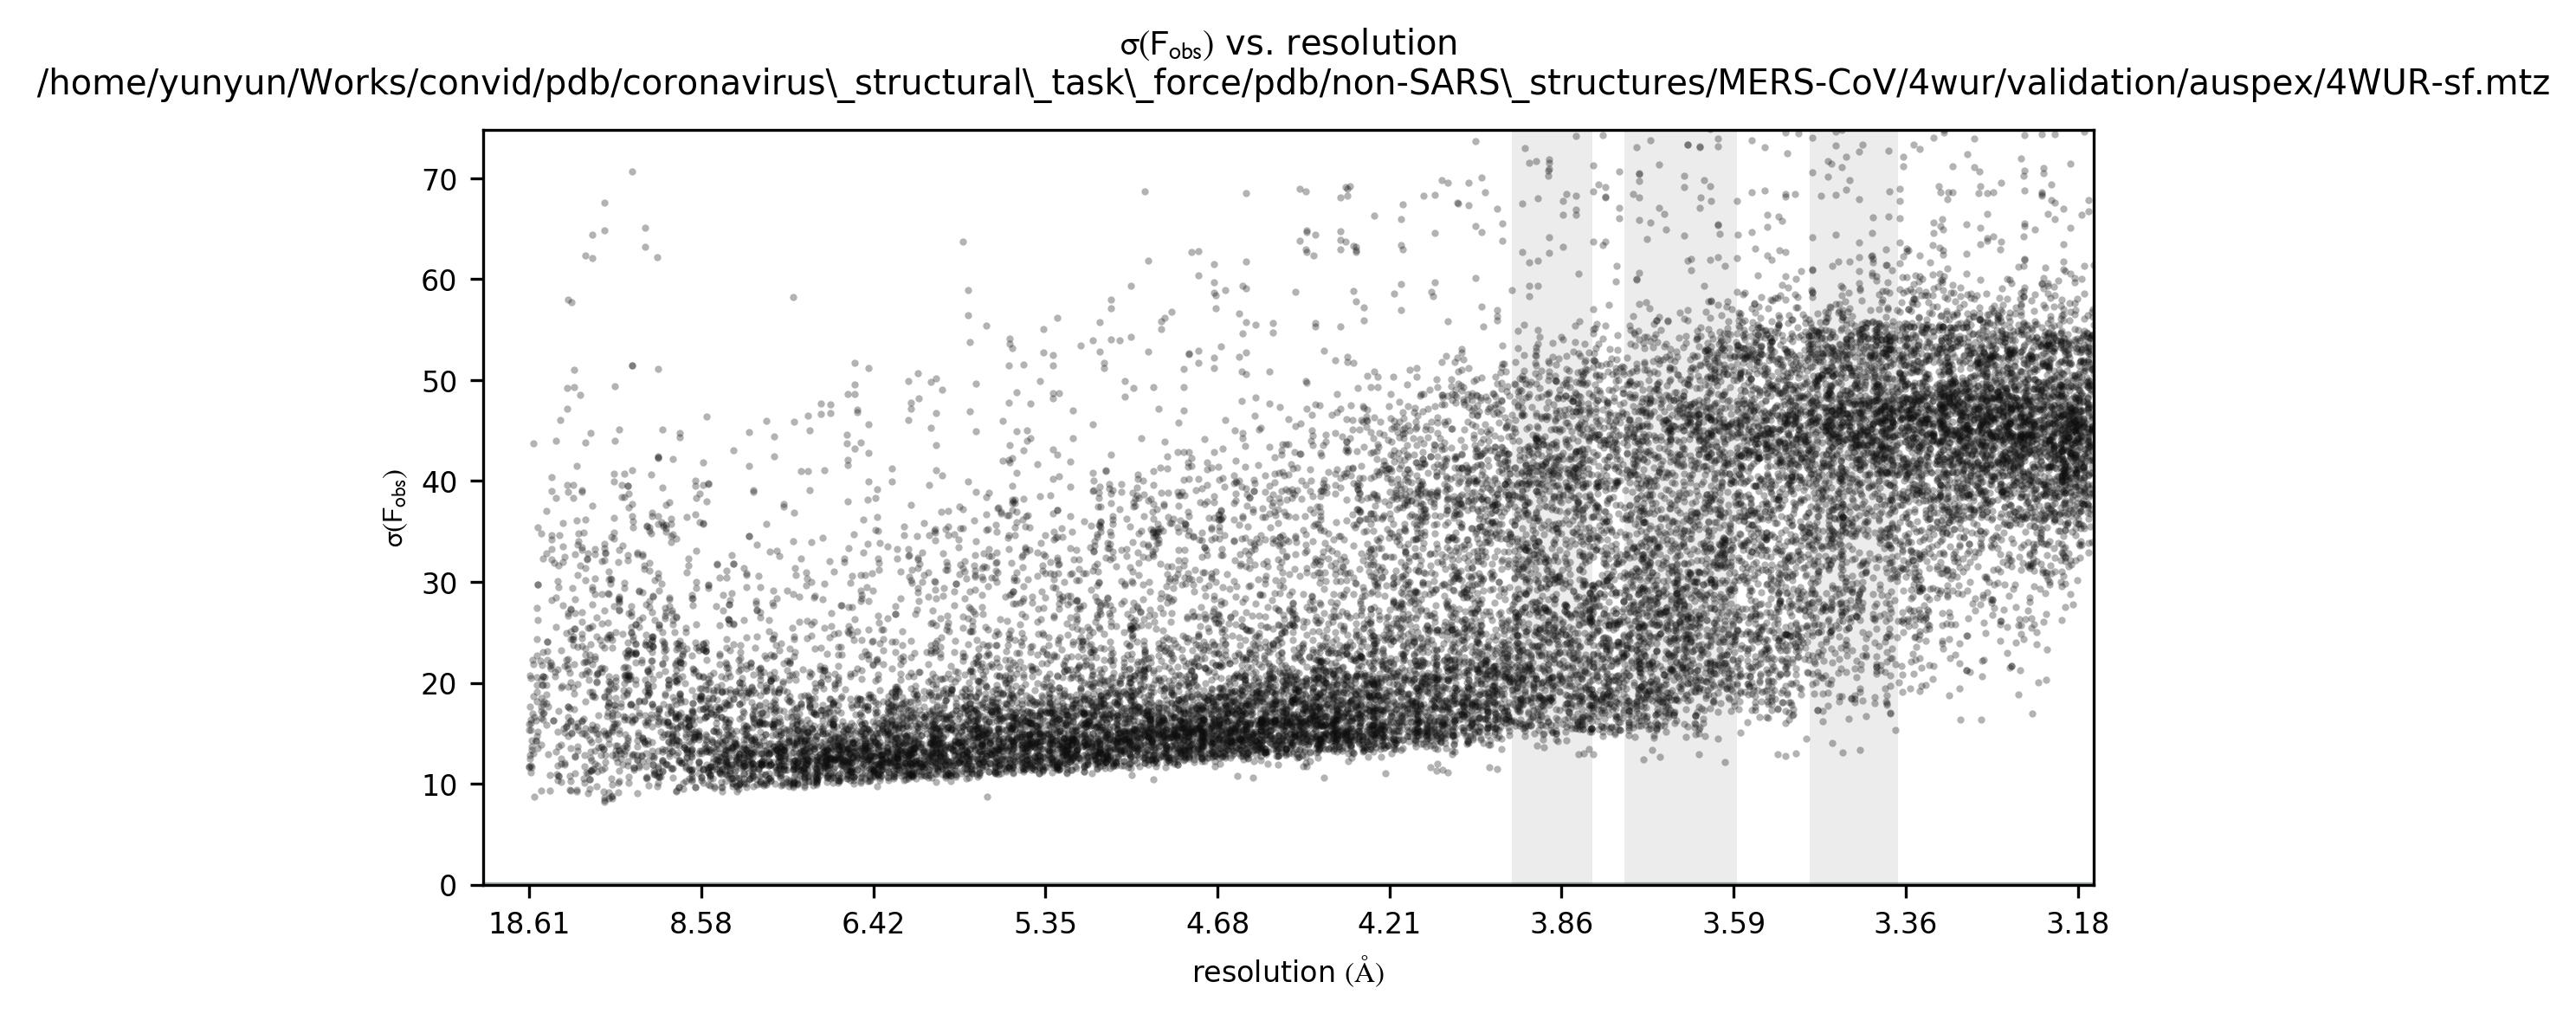 σ(F_obs) vs. resolution
/home/yunyun/Works/convid/pdb/coronavirus\_structural\_task\_force/pdb/non-SARS\_structures/MERS-CoV/4wur/validation/auspex/4WUR-sf.mtz
70
60
50
40
30
20
10
0
σ(F_obs)
18.61 8.58 6.42 5.35 4.68 4.21 3.86 3.59 3.36 3.18
resolution (Å)